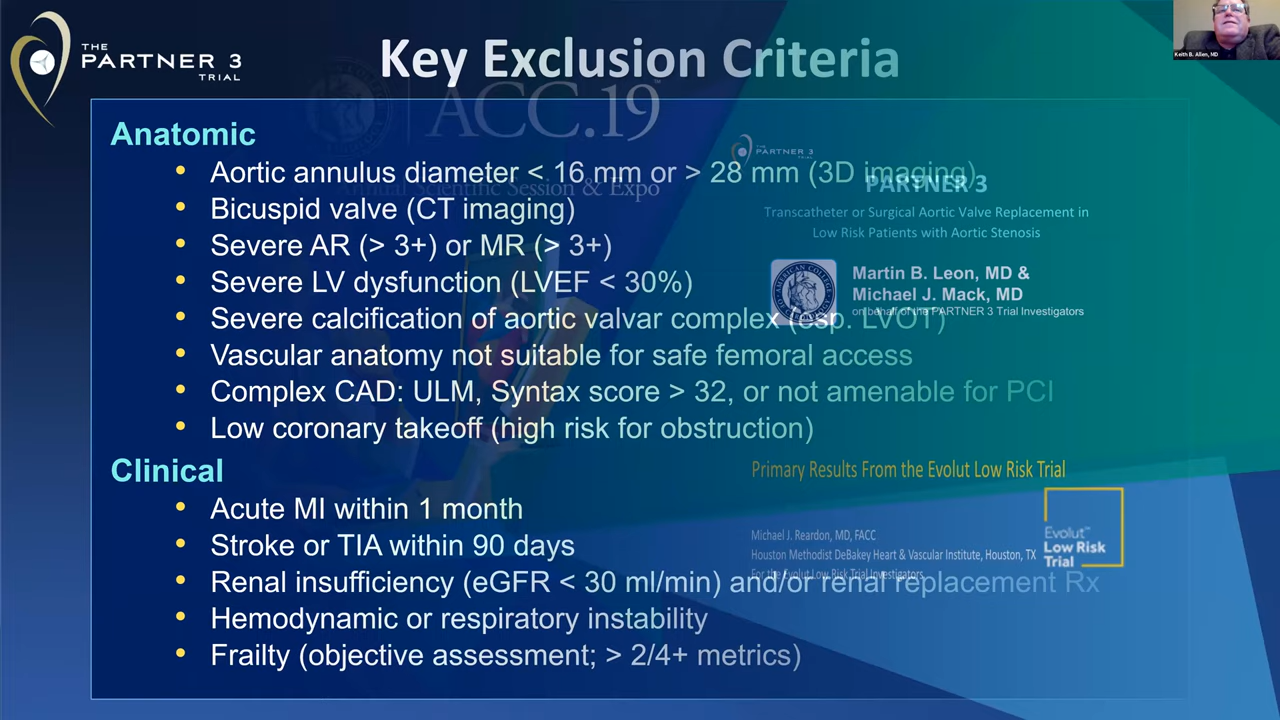 THE
PARTNER 3
TRIAL
Key Exclusion Criteria
Keith B. Allen, MD
ACC.19
Annual Scientific Session & Expo
Anatomic
• Aortic annulus diameter < 16 mm or > 28 mm (3D imaging)
• Bicuspid valve (CT imaging)
• Severe AR (> 3+) or MR (> 3+)
• Severe LV dysfunction (LVEF < 30%)
• Severe calcification of aortic valvar complex (esp. LVOT)
• Vascular anatomy not suitable for safe femoral access
• Complex CAD: ULM, Syntax score > 32, or not amenable for PCI
• Low coronary takeoff (high risk for obstruction)
Clinical
• Acute MI within 1 month
• Stroke or TIA within 90 days
• Renal insufficiency (eGFR < 30 ml/min) and/or renal replacement Rx
• Hemodynamic or respiratory instability
• Frailty (objective assessment; > 2/4+ metrics)
PARTNER 3
PARTNER 3
Transcatheter or Surgical Aortic Valve Replacement in
Low Risk Patients with Aortic Stenosis
Martin B. Leon, MD &
Michael J. Mack, MD
on behalf of the PARTNER 3 Trial Investigators
Primary Results From the Evolut Low Risk Trial
Michael J. Reardon, MD, FACC
Houston Methodist DeBakey Heart & Vascular Institute, Houston, TX
For the Evolut Low Risk Trial Investigators
Evolut™
Low Risk
Trial